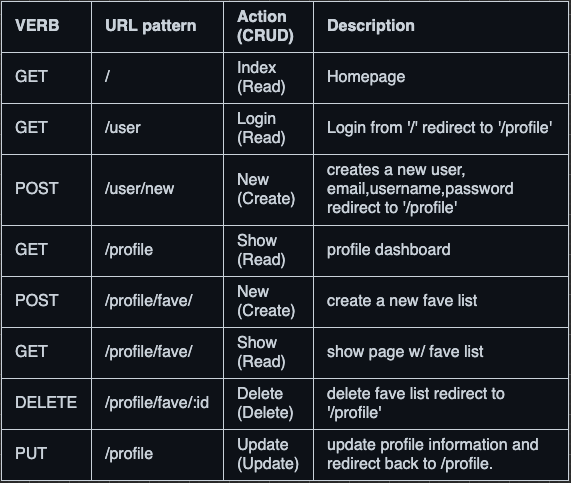 VERB URL pattern Action (CRUD) Description
GET / Index (Read) Homepage
GET /user Login (Read) Login from '/' redirect to '/profile'
POST /user/new New (Create) creates a new user, email,username,password redirect to '/profile'
GET /profile Show (Read) profile dashboard
POST /profile/fave/ New (Create) create a new fave list
GET /profile/fave/ Show (Read) show page w/ fave list
DELETE /profile/fave/:id Delete (Delete) delete fave list redirect to '/profile'
PUT /profile Update (Update) update profile information and redirect back to /profile.